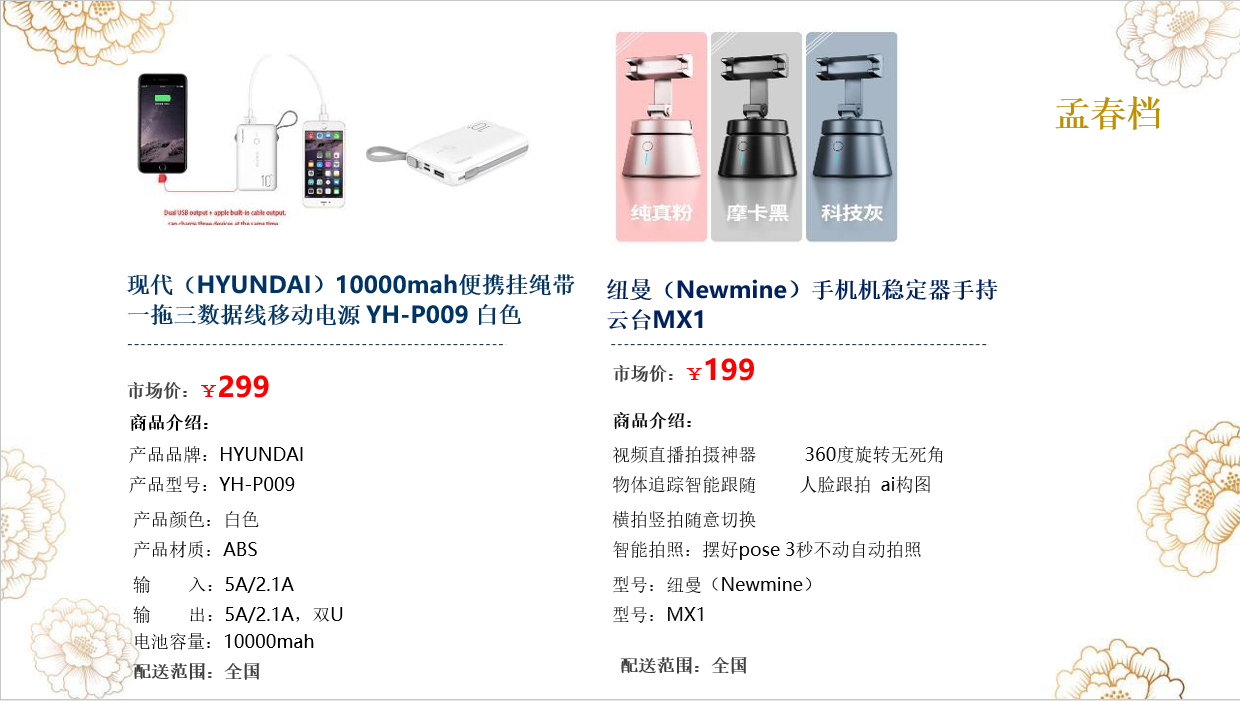 孟春档
10
10
Dual USB output + apple built-in cable output,
can charge three devices at the same time.
纯真粉
摩卡黑
科技灰
现代（HYUNDAI）10000mah便携挂绳带
一拖三数据线移动电源 YH-P009 白色
市场价：￥299
商品介绍：
产品品牌：HYUNDAI
产品型号：YH-P009
产品颜色：白色
产品材质：ABS
输 入：5A/2.1A
输 出：5A/2.1A，双U
电池容量：10000mah
配送范围：全国
纽曼（Newmine）手机机稳定器手持
云台MX1
市场价：￥199
商品介绍：
视频直播拍摄神器 360度旋转无死角
物体追踪智能跟随 人脸跟拍 ai构图
横拍竖拍随意切换
智能拍照：摆好pose 3秒不动自动拍照
型号：纽曼（Newmine）
型号：MX1
配送范围：全国